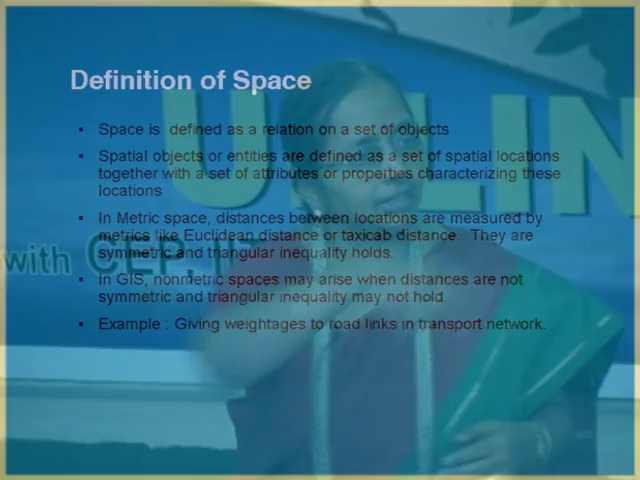 Definition of Space
▪ Space is defined as a relation on a set of objects
▪ Spatial objects or entities are defined as a set of spatial locations
together with a set of attributes or properties characterizing these
locations
▪ In Metric space, distances between locations are measured by
metrics like Euclidean distance or taxicab distance. They are
symmetric and triangular inequality holds.
▪ In GIS, nonmetric spaces may arise when distances are not
symmetric and triangular inequality may not hold.
▪ Example : Giving weightages to road links in transport network.
with CEP,